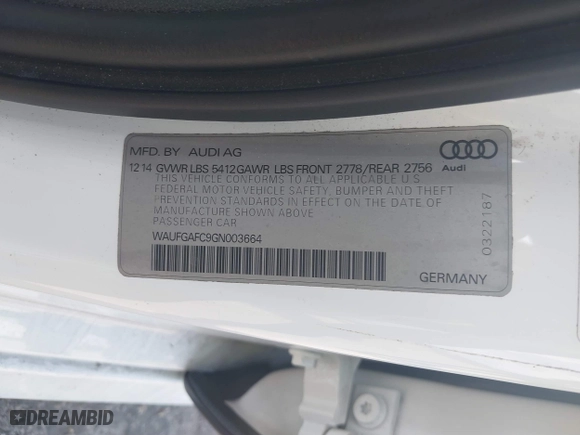 MFD. BY AUDI AG
12 14 GVWR LBS 5412 GAWR LBS FRONT 2778/REAR 2756
THIS VEHICLE CONFORMS TO ALL APPLICABLE U.S
FEDERAL MOTOR VEHICLE SAFETY, BUMPER AND THEFT
PREVENTION STANDARDS IN EFFECT ON THE DATE OF
MANUFACTURE SHOWN ABOVE
PASSENGER CAR
WAUFGAFC9GN003664
Audi
0322187
GERMANY
DREAMBID